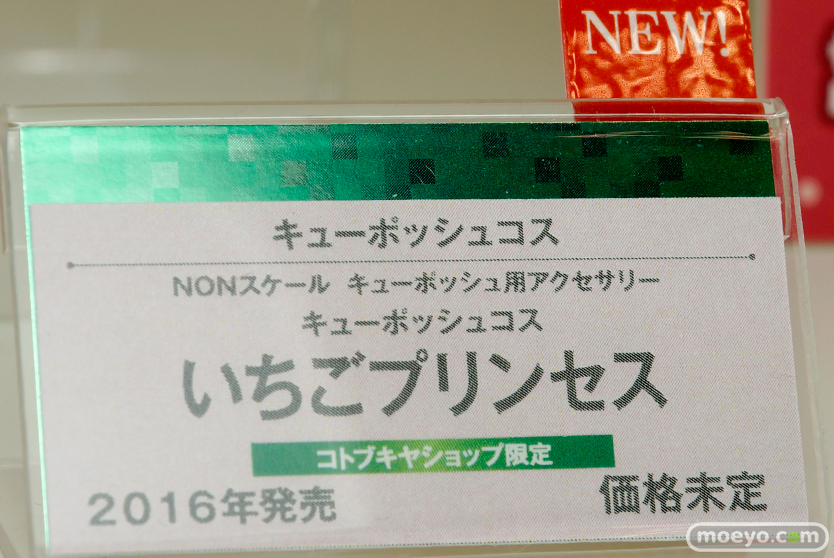 NEW!
キューポッシュコス
NONスケール キューポッシュ用アクセサリー
キューポッシュコス
いちごプリンセス
コトブキヤショップ限定
2016年発売 価格未定
moeyo.com